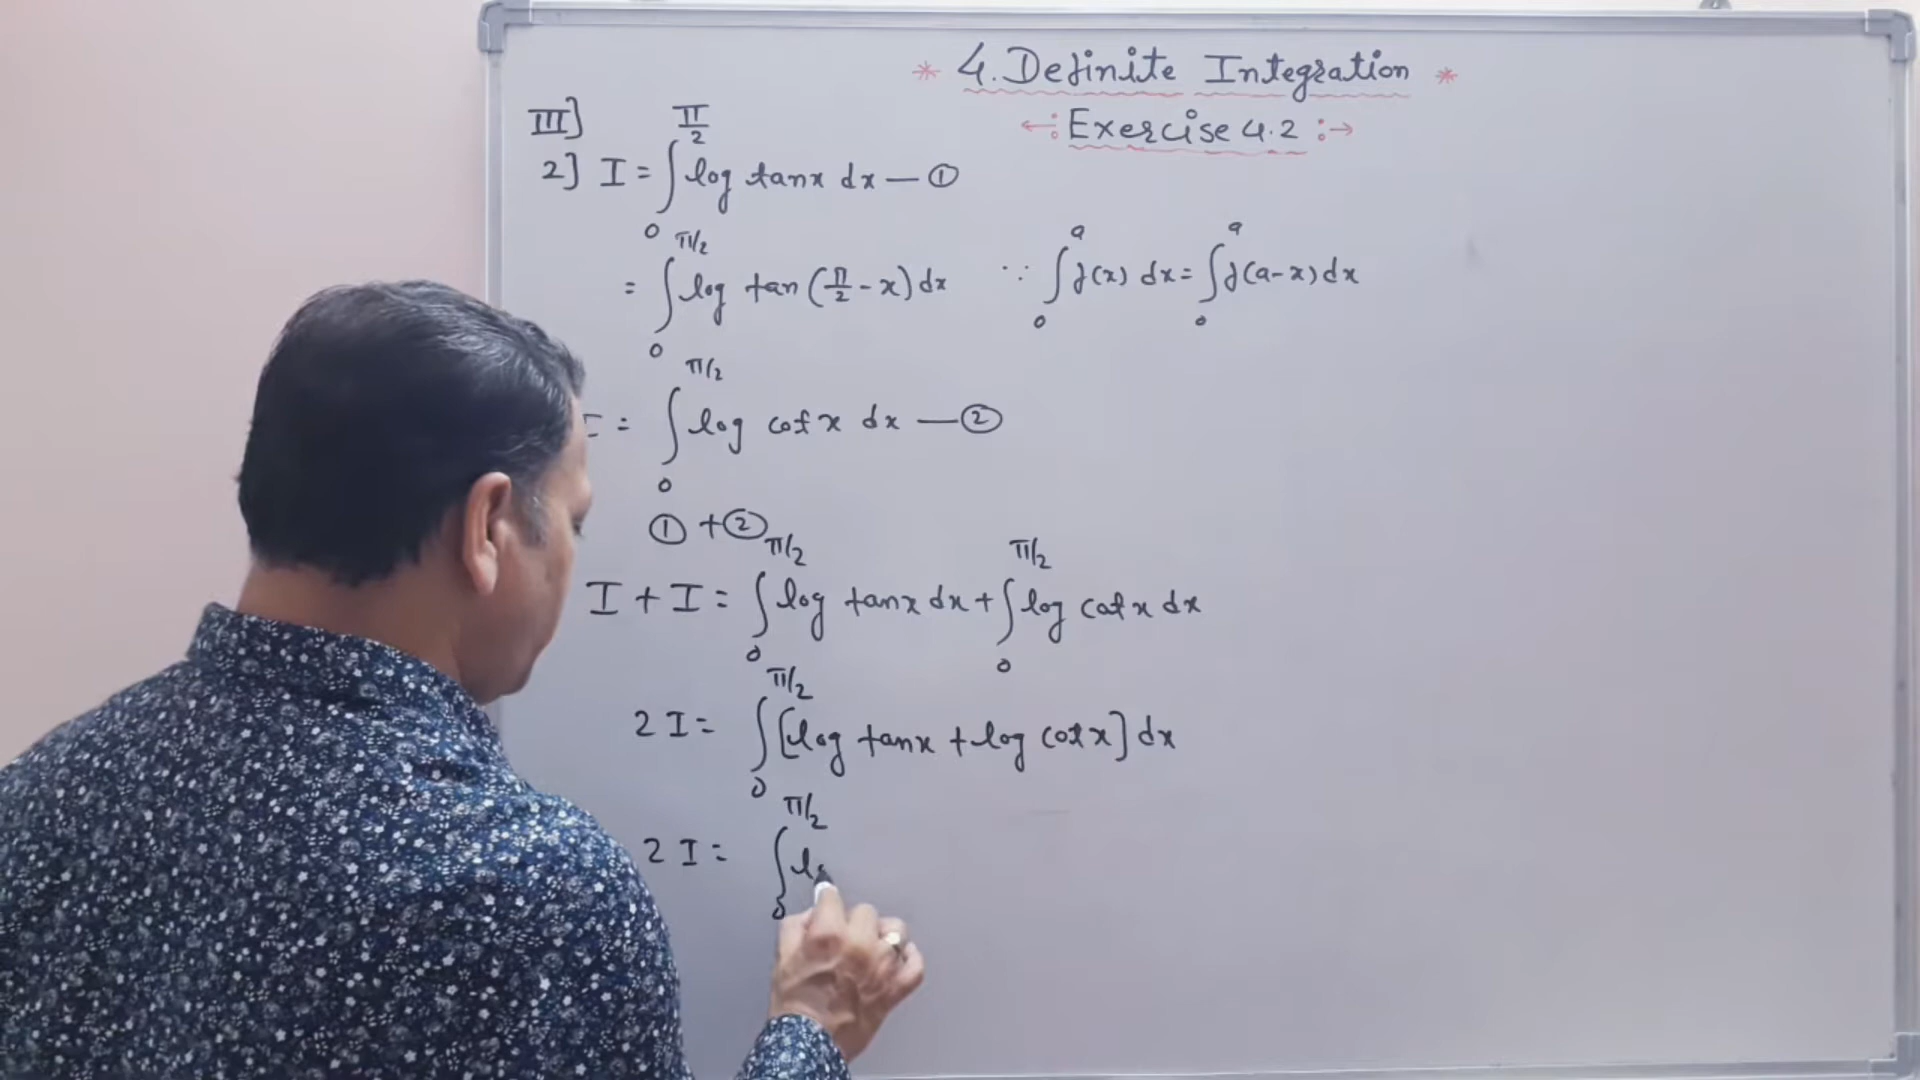 * 4. Definite Integration *
←: Exercise 4.2 :→
III]
2] I = ∫₀^{π/2} log tanx dx — ①
= ∫₀^{π/2} log tan (π/2 - x) dx ∵ ∫₀^a f(x) dx = ∫₀^a f(a-x) dx
I = ∫₀^{π/2} log cot x dx — ②
① + ②
I + I = ∫₀^{π/2} log tanx dx + ∫₀^{π/2} log cot x dx
2 I = ∫₀^{π/2} [log tanx + log cot x] dx
2 I = ∫₀^{π/2} lo